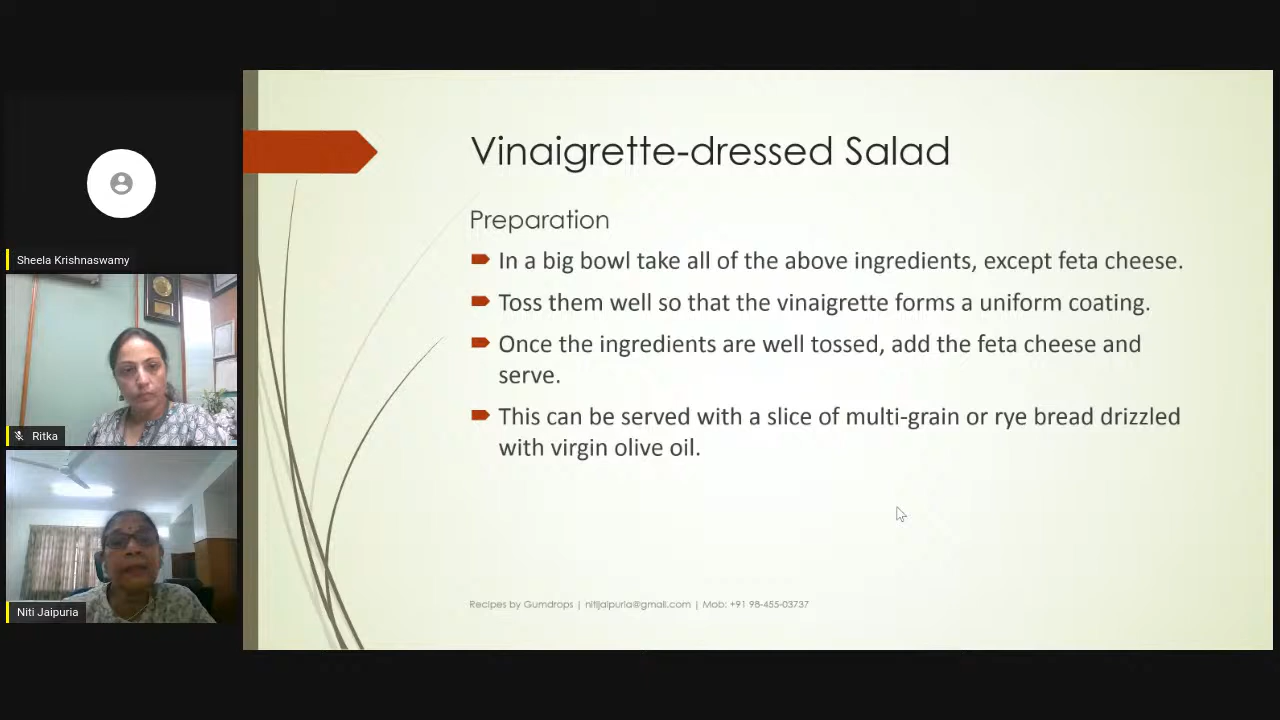 Vinaigrette-dressed Salad
Preparation
In a big bowl take all of the above ingredients, except feta cheese.
Toss them well so that the vinaigrette forms a uniform coating.
Once the ingredients are well tossed, add the feta cheese and
serve.
This can be served with a slice of multi-grain or rye bread drizzled
with virgin olive oil.
Recipes by Gumdrops | nitijaipuria@gmail.com | Mob: +91 98-455-03737
Sheela Krishnaswamy
Ritka
Niti Jaipuria